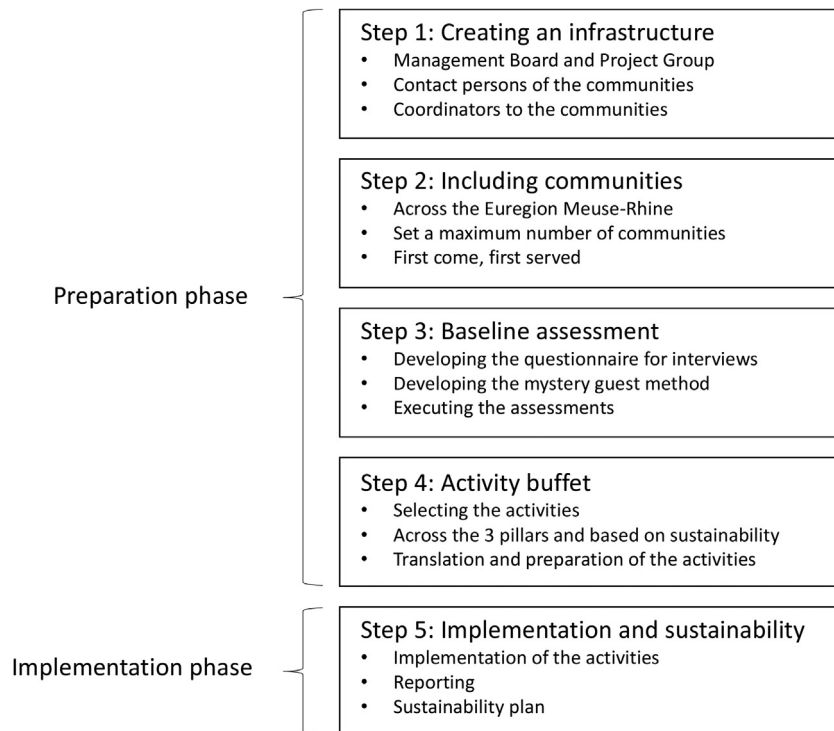 Step 1: Creating an infrastructure
• Management Board and Project Group
• Contact persons of the communities
• Coordinators to the communities
Step 2: Including communities
• Across the Euregion Meuse-Rhine
• Set a maximum number of communities
• First come, first served
Preparation phase
Step 3: Baseline assessment
• Developing the questionnaire for interviews
• Developing the mystery guest method
• Executing the assessments
Step 4: Activity buffet
• Selecting the activities
• Across the 3 pillars and based on sustainability
• Translation and preparation of the activities
Step 5: Implementation and sustainability
• Implementation of the activities
Implementation phase
• Reporting
• Sustainability plan